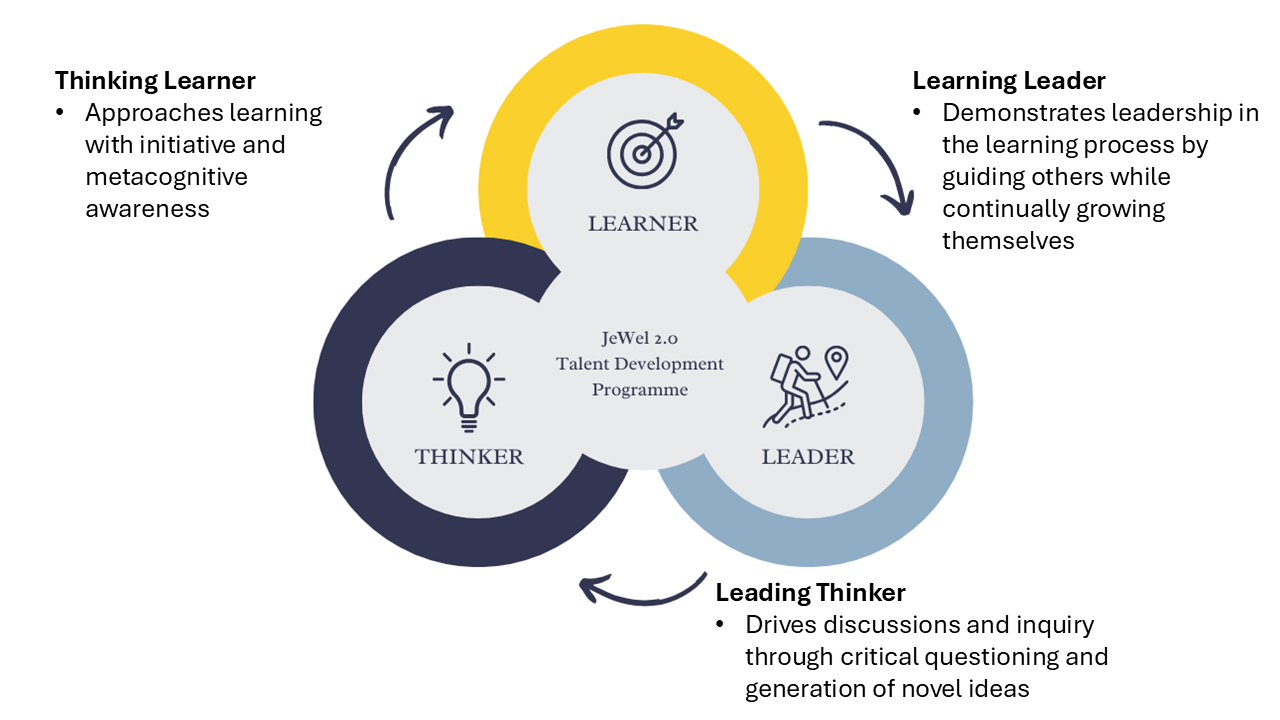 Thinking Learner
• Approaches learning
with initiative and
metacognitive
awareness
Learning Leader
• Demonstrates leadership in
the learning process by
guiding others while
continually growing
themselves
LEARNER
JeWel 2.0
Talent Development
Programme
THINKER
LEADER
Leading Thinker
• Drives discussions and inquiry
through critical questioning and
generation of novel ideas